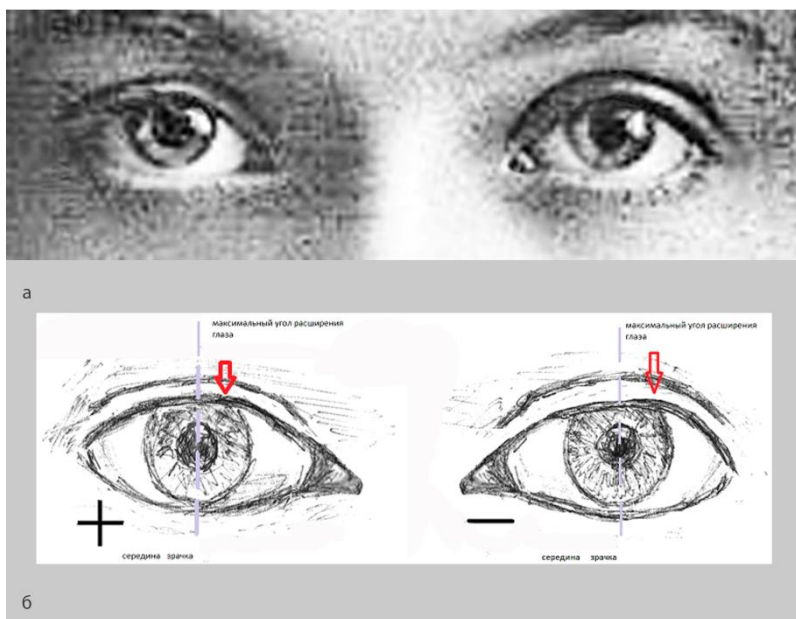 а
максимальный угол расширения
глаза
максимальный угол расширения
глаза
+
—
середина зрачка
середина зрачка
б